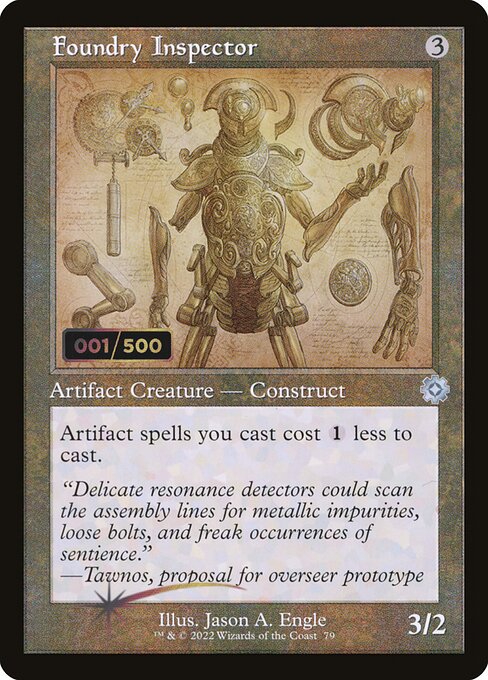 Foundry Inspector 3
001/500
Artifact Creature — Construct
Artifact spells you cast cost 1 less to
cast.
“Delicate resonance detectors could scan
the assembly lines for metallic impurities,
loose bolts, and freak occurrences of
sentience.”
—Tawnos, proposal for overseer prototype
Illus. Jason A. Engle
3/2
™ & © 2022 Wizards of the Coast 79